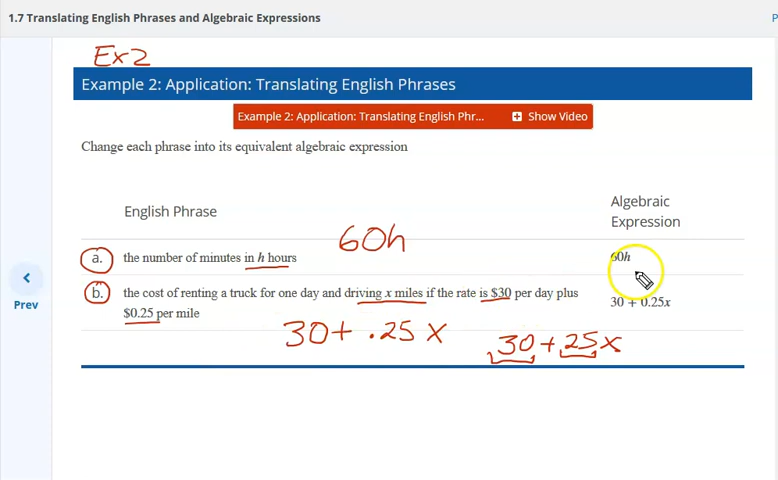 1.7 Translating English Phrases and Algebraic Expressions
P
Ex2
Example 2: Application: Translating English Phrases
Example 2: Application: Translating English Phr... Show Video
Change each phrase into its equivalent algebraic expression
English Phrase
Algebraic
Expression
60h
a. the number of minutes in h hours
60h
b. the cost of renting a truck for one day and driving x miles if the rate is $30 per day plus
$0.25 per mile
30 + 0.25x
30 + .25 x
30 + 25x
Prev